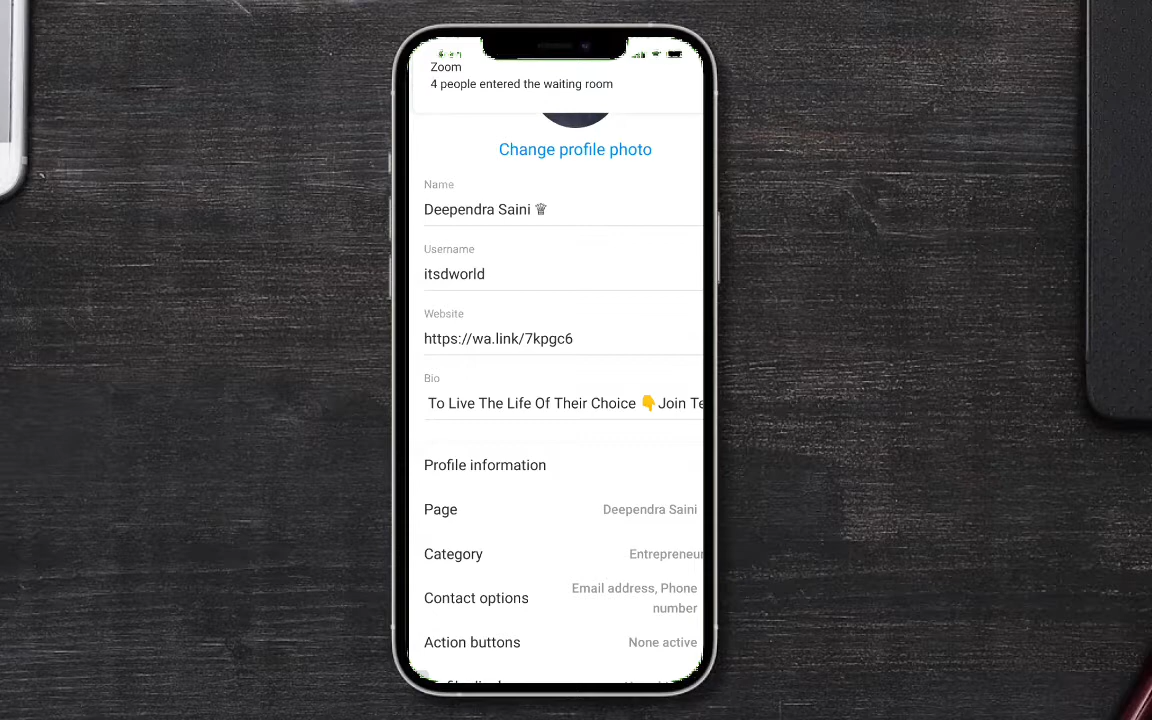 Zoom
4 people entered the waiting room
Change profile photo
Name
Deependra Saini ♕
Username
itsdworld
Website
https://wa.link/7kpgc6
Bio
To Live The Life Of Their Choice 👇Join Te
Profile information
Page Deependra Saini
Category Entrepreneur
Contact options Email address, Phone
number
Action buttons None active